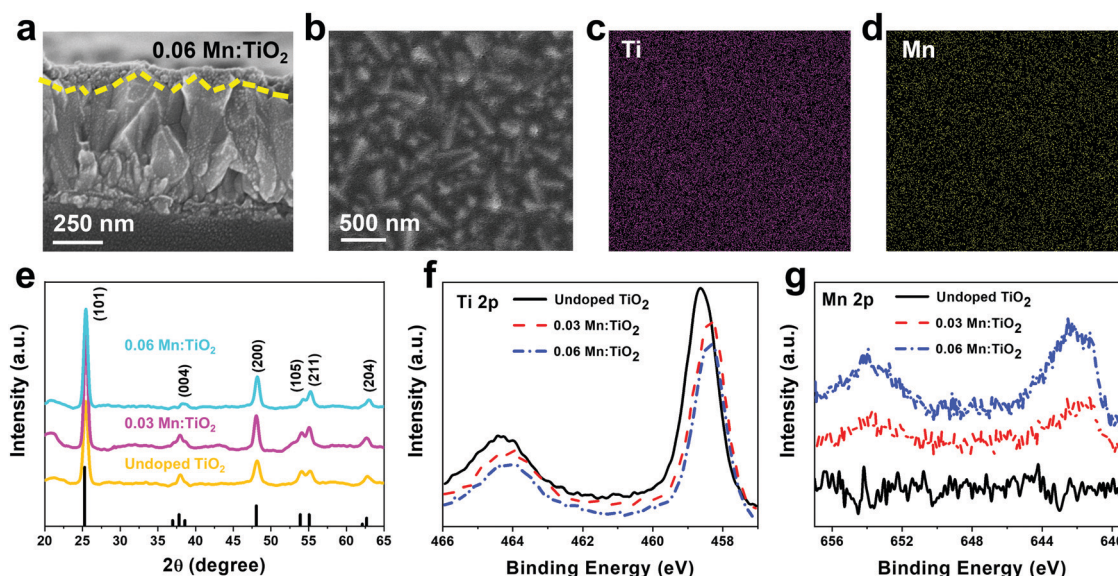 a
0.06 Mn:TiO₂
250 nm
b
500 nm
c
Ti
d
Mn
e
Intensity (a.u.)
(101)
0.06 Mn:TiO₂
(004)
(200)
(105)
(211)
(204)
0.03 Mn:TiO₂
Undoped TiO₂
20 25 30 35 40 45 50 55 60 65
2θ (degree)
f
Intensity (a.u.)
Ti 2p
Undoped TiO₂
0.03 Mn:TiO₂
0.06 Mn:TiO₂
466 464 462 460 458
Binding Energy (eV)
g
Intensity (a.u.)
Mn 2p
Undoped TiO₂
0.03 Mn:TiO₂
0.06 Mn:TiO₂
656 652 648 644 640
Binding Energy (eV)